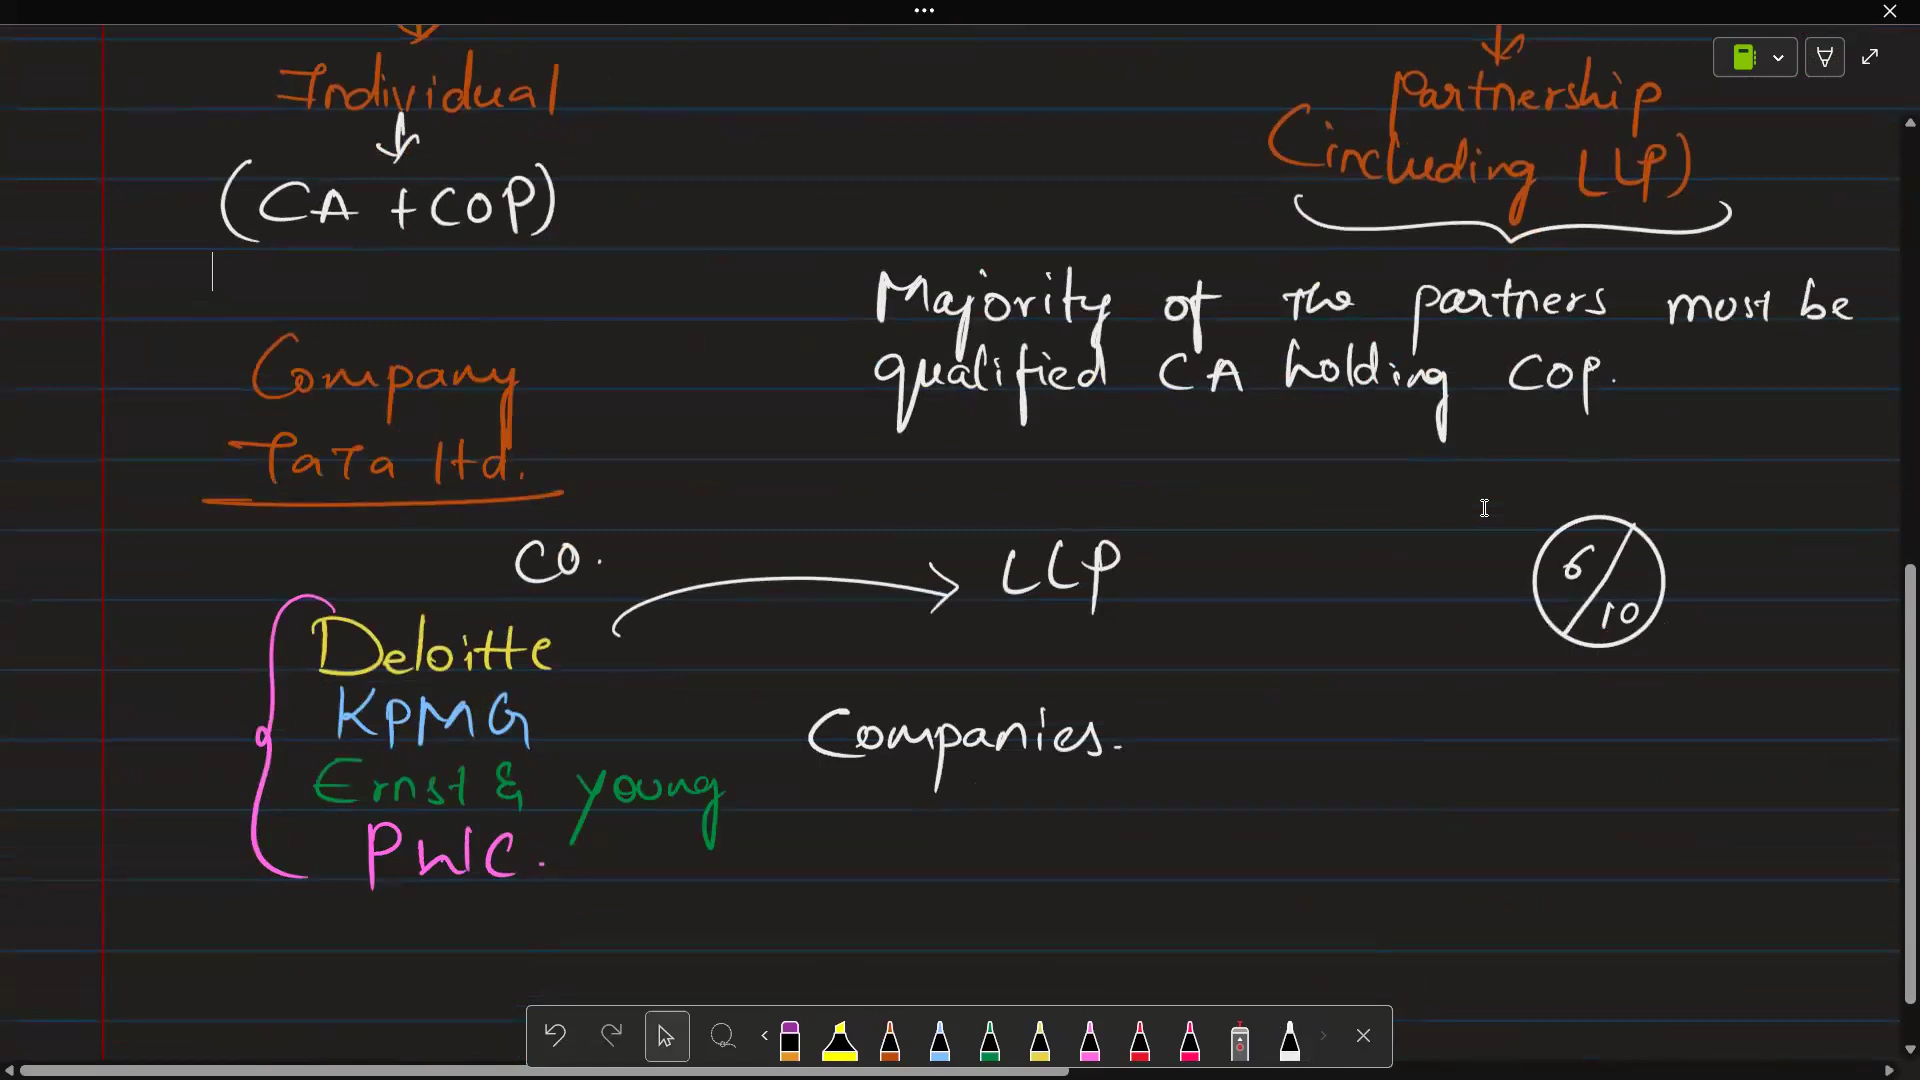 Individual
(CA + COP)
Partnership
(including LLP)
Majority of the partners must be
qualified CA holding COP.
Company
TaTa ltd.
CO.
LLP
6/10
Deloitte
KPMG
Ernst & Young
PWC.
Companies.